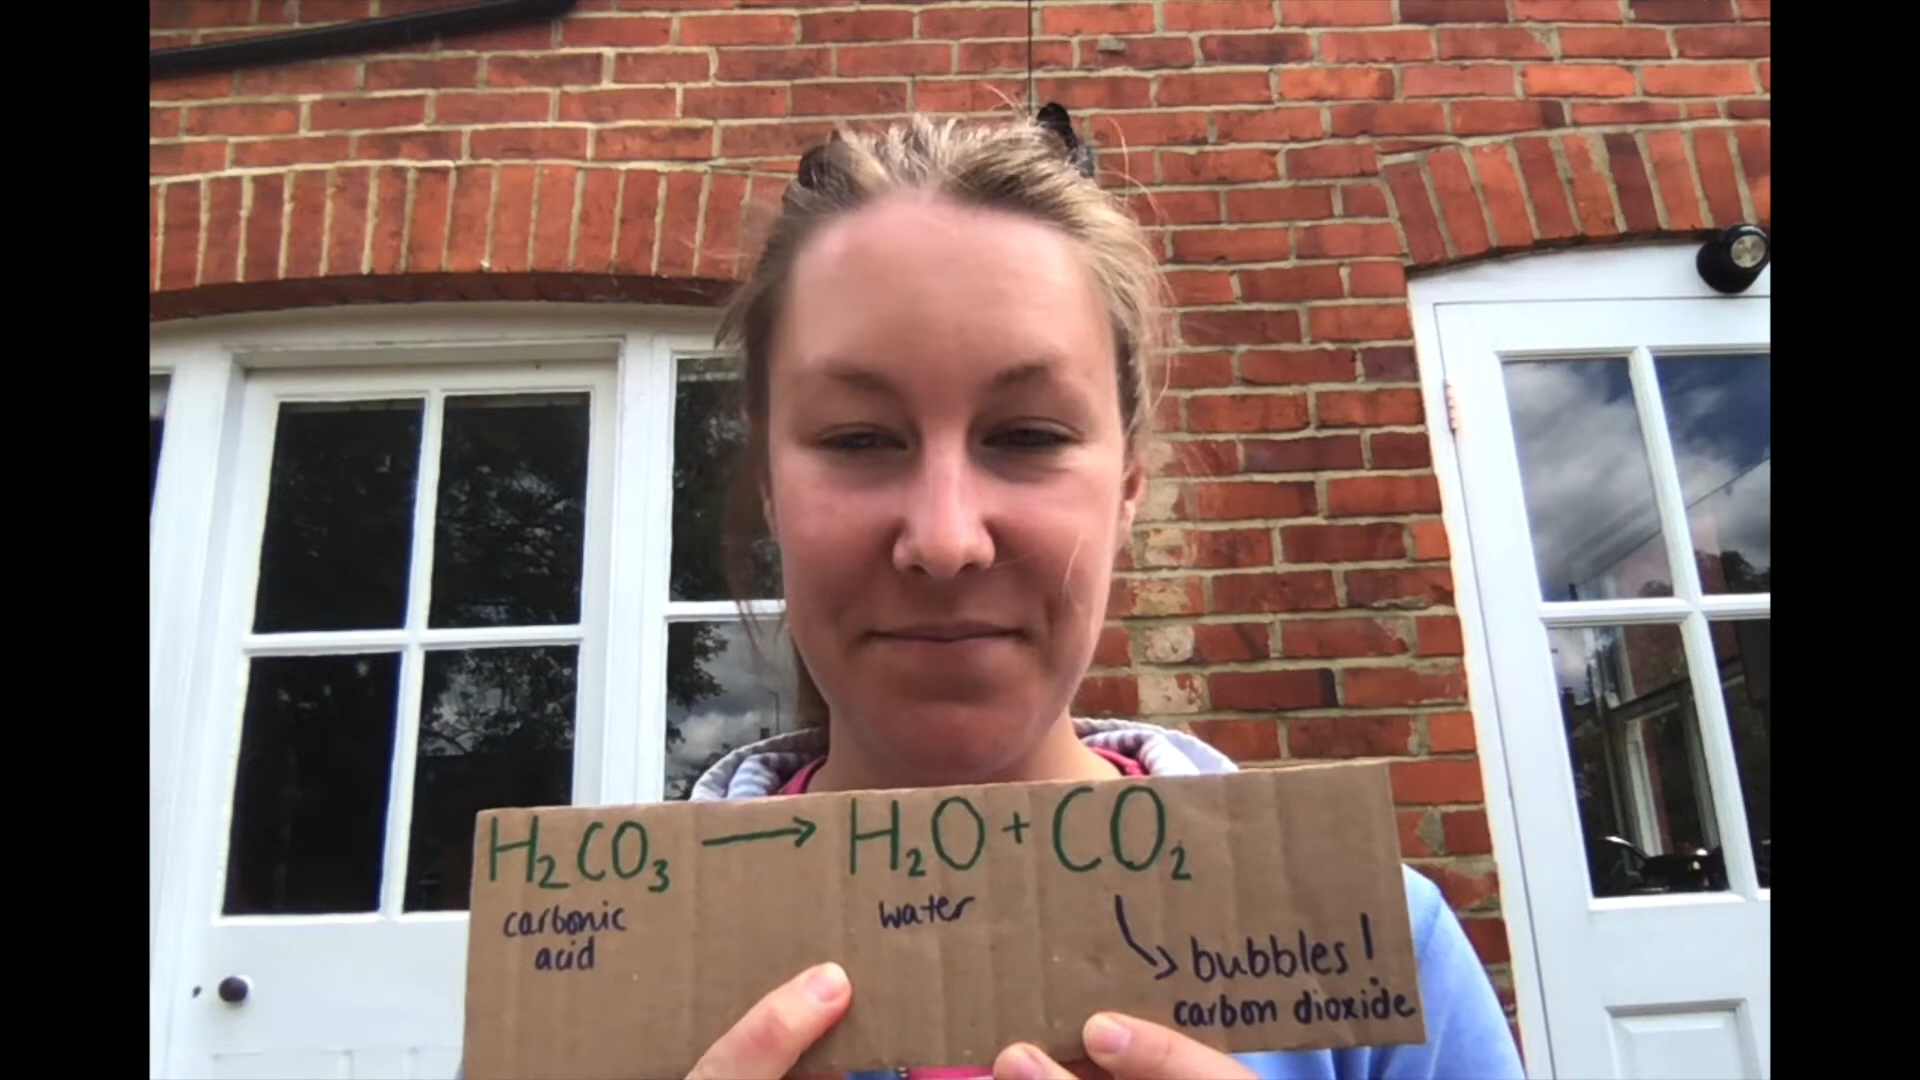 H₂CO₃ → H₂O + CO₂
carbonic acid
water
bubbles!
carbon dioxide